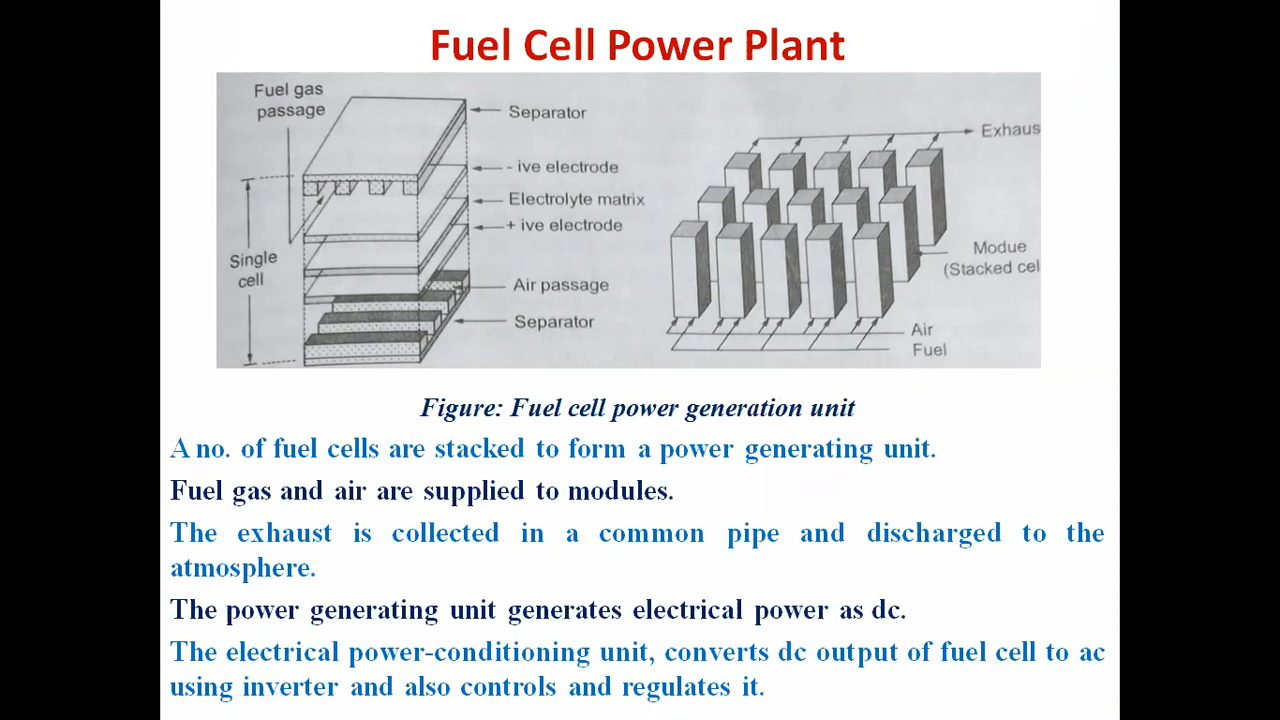 Fuel Cell Power Plant
Fuel gas
passage
Separator
- ive electrode
Electrolyte matrix
+ ive electrode
Single
cell
Air passage
Separator
Exhaus
Modue
(Stacked cel
Air
Fuel
Figure: Fuel cell power generation unit
A no. of fuel cells are stacked to form a power generating unit.
Fuel gas and air are supplied to modules.
The exhaust is collected in a common pipe and discharged to the
atmosphere.
The power generating unit generates electrical power as dc.
The electrical power-conditioning unit, converts dc output of fuel cell to ac
using inverter and also controls and regulates it.